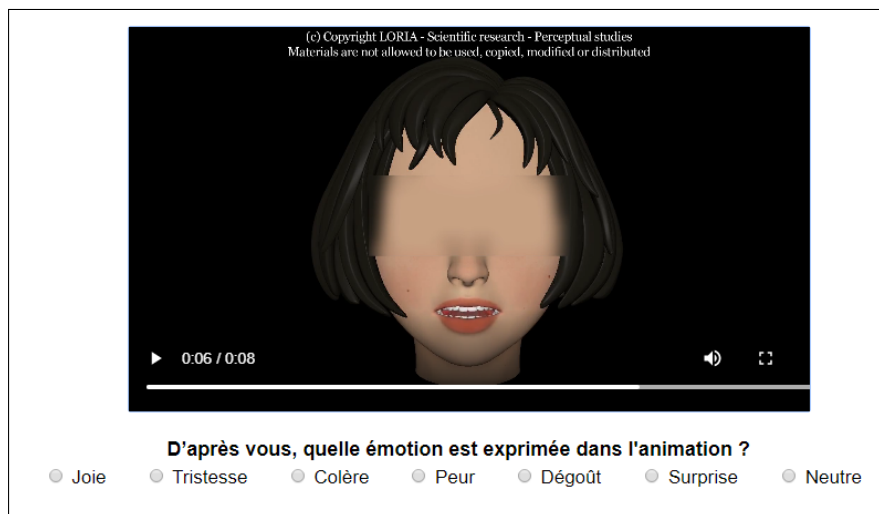 (c) Copyright LORIA - Scientific research - Perceptual studies
Materials are not allowed to be used, copied, modified or distributed
0:06 / 0:08
D'après vous, quelle émotion est exprimée dans l'animation ?
Joie Tristesse Colère Peur Dégoût Surprise Neutre